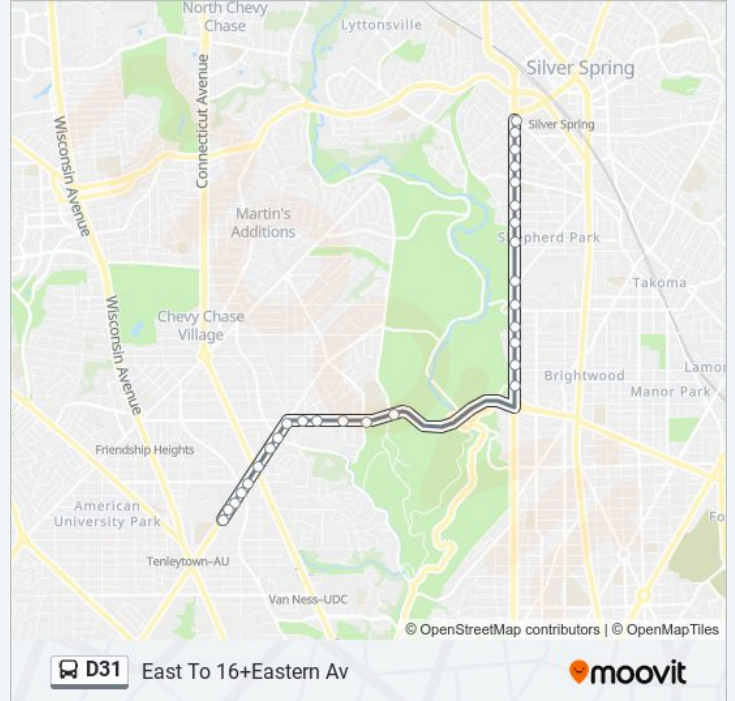 North Chevy
Chase
Lyttonsville
Silver Spring
Connecticut Avenue
Wisconsin Avenue
Silver Spring
Martin's
Additions
Shepherd Park
Takoma
Wisconsin Avenue
Chevy Chase
Village
Lamon
Brightwood
Manor Park
Friendship Heights
American
University Park
Fo
Tenleytown–AU
Van Ness–UDC
© OpenStreetMap contributors | © OpenMapTiles
D31 East To 16+Eastern Av
moovit